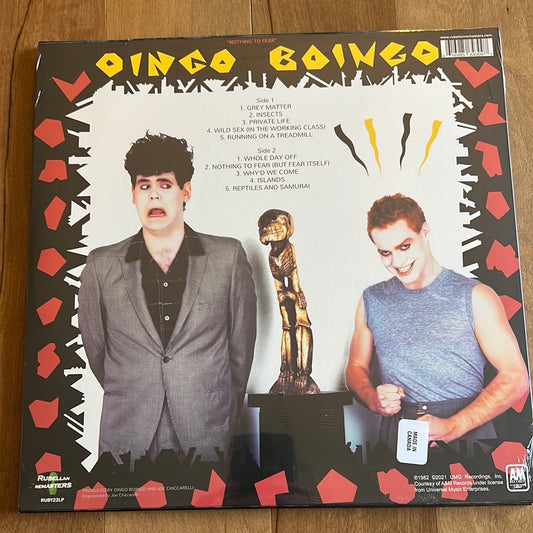 "NOTHING TO FEAR"
www.rubellanremasters.com
OINGO BOINGO
Side 1
1. GREY MATTER
2. INSECTS
3. PRIVATE LIFE
4. WILD SEX (IN THE WORKING CLASS)
5. RUNNING ON A TREADMILL
Side 2
1. WHOLE DAY OFF
2. NOTHING TO FEAR (BUT FEAR ITSELF)
3. WHY'D WE COME
4. ISLANDS
5. REPTILES AND SAMURAI
MADE IN
CANADA
RUBELLAN
REMASTERS
RUBY22LP
PRODUCED BY OINGO BOINGO AND JOE CHICCARELLI
Engineered by Joe Chiccarelli
©1982 ©2021 UMG Recordings, Inc.
Courtesy of A&M Records under license
from Universal Music Enterprises.
A&M